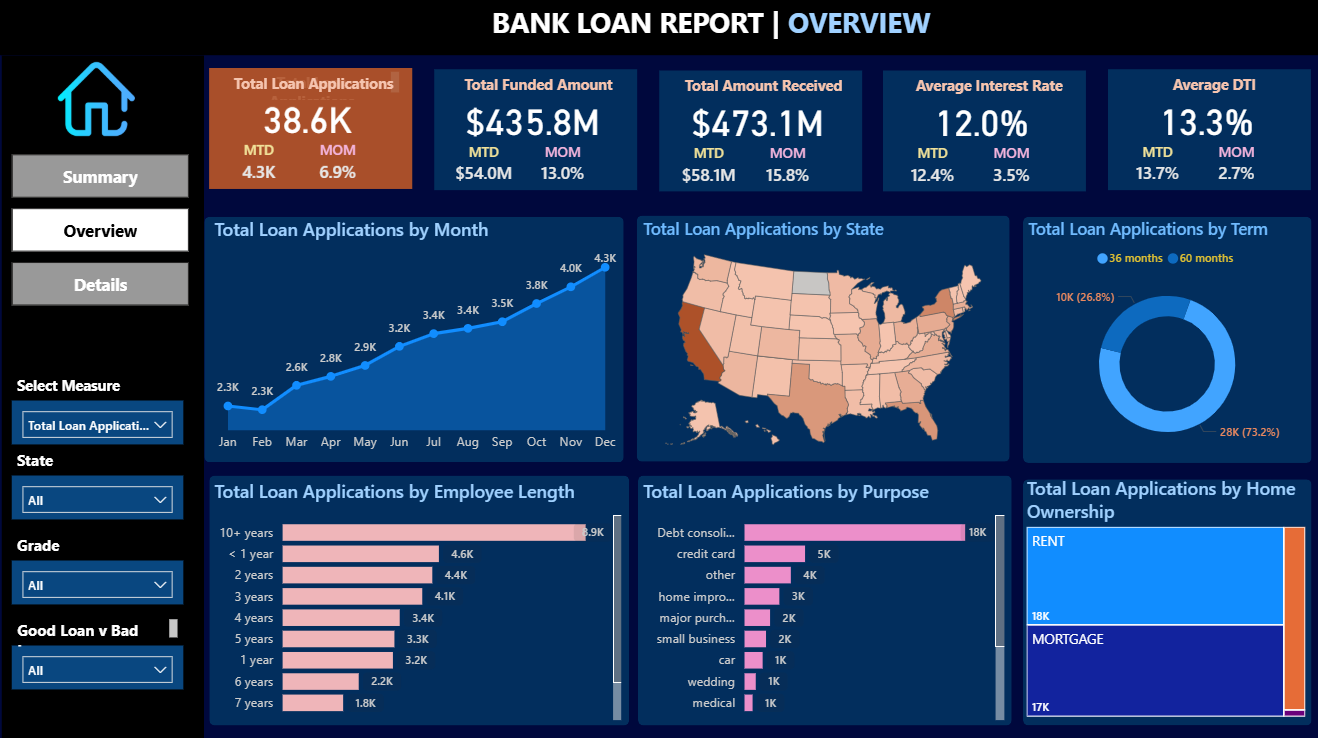 BANK LOAN REPORT | OVERVIEW
Summary
Overview
Details
Select Measure
Total Loan Applicati...
State
All
Grade
All
Good Loan v Bad
All
Total Loan Applications
38.6K
MTD MOM
4.3K 6.9%
Total Funded Amount
$435.8M
MTD MOM
$54.0M 13.0%
Total Amount Received
$473.1M
MTD MOM
$58.1M 15.8%
Average Interest Rate
12.0%
MTD MOM
12.4% 3.5%
Average DTI
13.3%
MTD MOM
13.7% 2.7%
Total Loan Applications by Month
2.3K 2.3K 2.6K 2.8K 2.9K 3.2K 3.4K 3.4K 3.5K 3.8K 4.0K 4.3K
Jan Feb Mar Apr May Jun Jul Aug Sep Oct Nov Dec
Total Loan Applications by State
Total Loan Applications by Term
36 months 60 months
10K (26.8%)
28K (73.2%)
Total Loan Applications by Employee Length
10+ years 8.9K
< 1 year 4.6K
2 years 4.4K
3 years 4.1K
4 years 3.4K
5 years 3.3K
1 year 3.2K
6 years 2.2K
7 years 1.8K
Total Loan Applications by Purpose
Debt consoli... 18K
credit card 5K
other 4K
home impro... 3K
major purch... 2K
small business 2K
car 1K
wedding 1K
medical 1K
Total Loan Applications by Home
Ownership
RENT
18K
MORTGAGE
17K